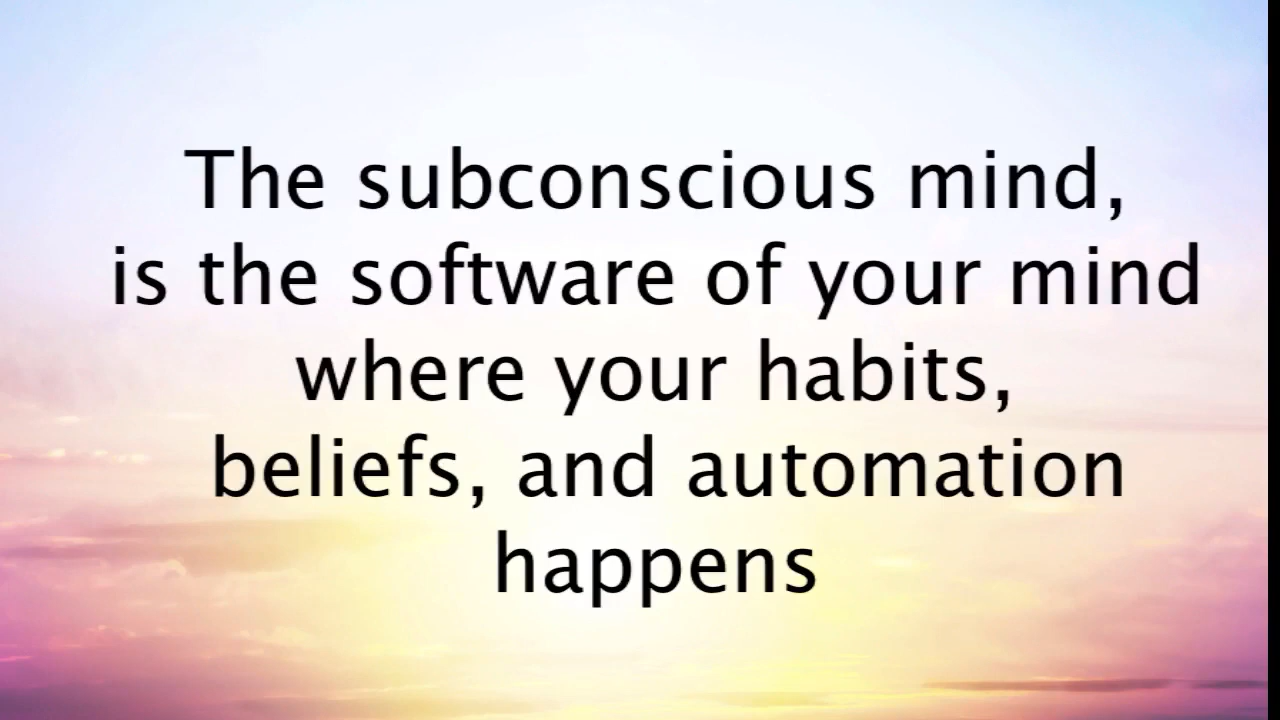 The subconscious mind,
is the software of your mind
where your habits,
beliefs, and automation
happens